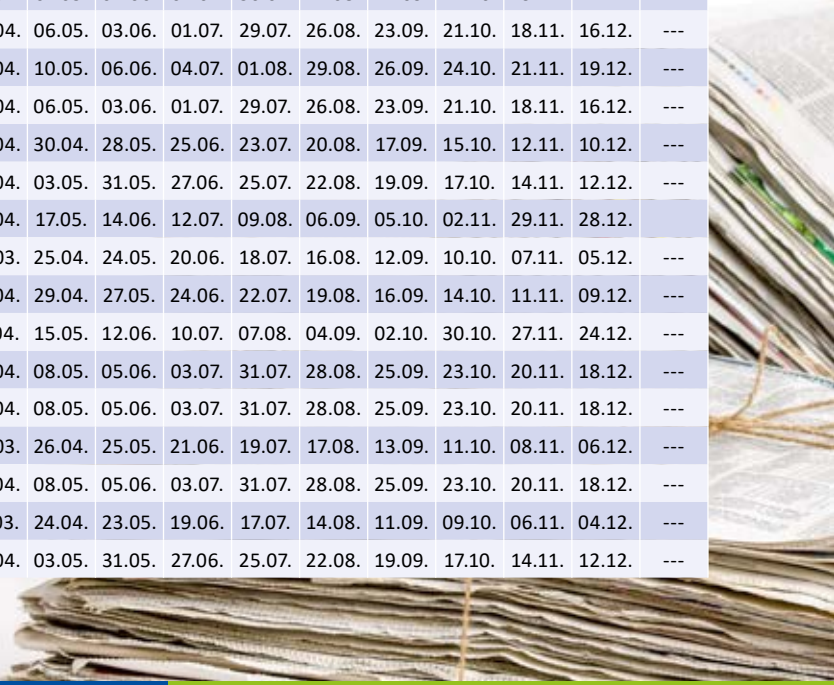 04. 06.05. 03.06. 01.07. 29.07. 26.08. 23.09. 21.10. 18.11. 16.12. ---
04. 10.05. 06.06. 04.07. 01.08. 29.08. 26.09. 24.10. 21.11. 19.12. ---
04. 06.05. 03.06. 01.07. 29.07. 26.08. 23.09. 21.10. 18.11. 16.12. ---
04. 30.04. 28.05. 25.06. 23.07. 20.08. 17.09. 15.10. 12.11. 10.12. ---
04. 03.05. 31.05. 27.06. 25.07. 22.08. 19.09. 17.10. 14.11. 12.12. ---
04. 17.05. 14.06. 12.07. 09.08. 06.09. 05.10. 02.11. 29.11. 28.12.
03. 25.04. 24.05. 20.06. 18.07. 16.08. 12.09. 10.10. 07.11. 05.12. ---
04. 29.04. 27.05. 24.06. 22.07. 19.08. 16.09. 14.10. 11.11. 09.12. ---
04. 15.05. 12.06. 10.07. 07.08. 04.09. 02.10. 30.10. 27.11. 24.12. ---
04. 08.05. 05.06. 03.07. 31.07. 28.08. 25.09. 23.10. 20.11. 18.12. ---
04. 08.05. 05.06. 03.07. 31.07. 28.08. 25.09. 23.10. 20.11. 18.12. ---
03. 26.04. 25.05. 21.06. 19.07. 17.08. 13.09. 11.10. 08.11. 06.12. ---
04. 08.05. 05.06. 03.07. 31.07. 28.08. 25.09. 23.10. 20.11. 18.12. ---
03. 24.04. 23.05. 19.06. 17.07. 14.08. 11.09. 09.10. 06.11. 04.12. ---
04. 03.05. 31.05. 27.06. 25.07. 22.08. 19.09. 17.10. 14.11. 12.12. ---